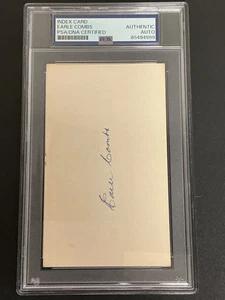 INDEX CARD
EARLE COMBS
PSA/DNA CERTIFIED
AUTHENTIC
AUTO
Earle Combs